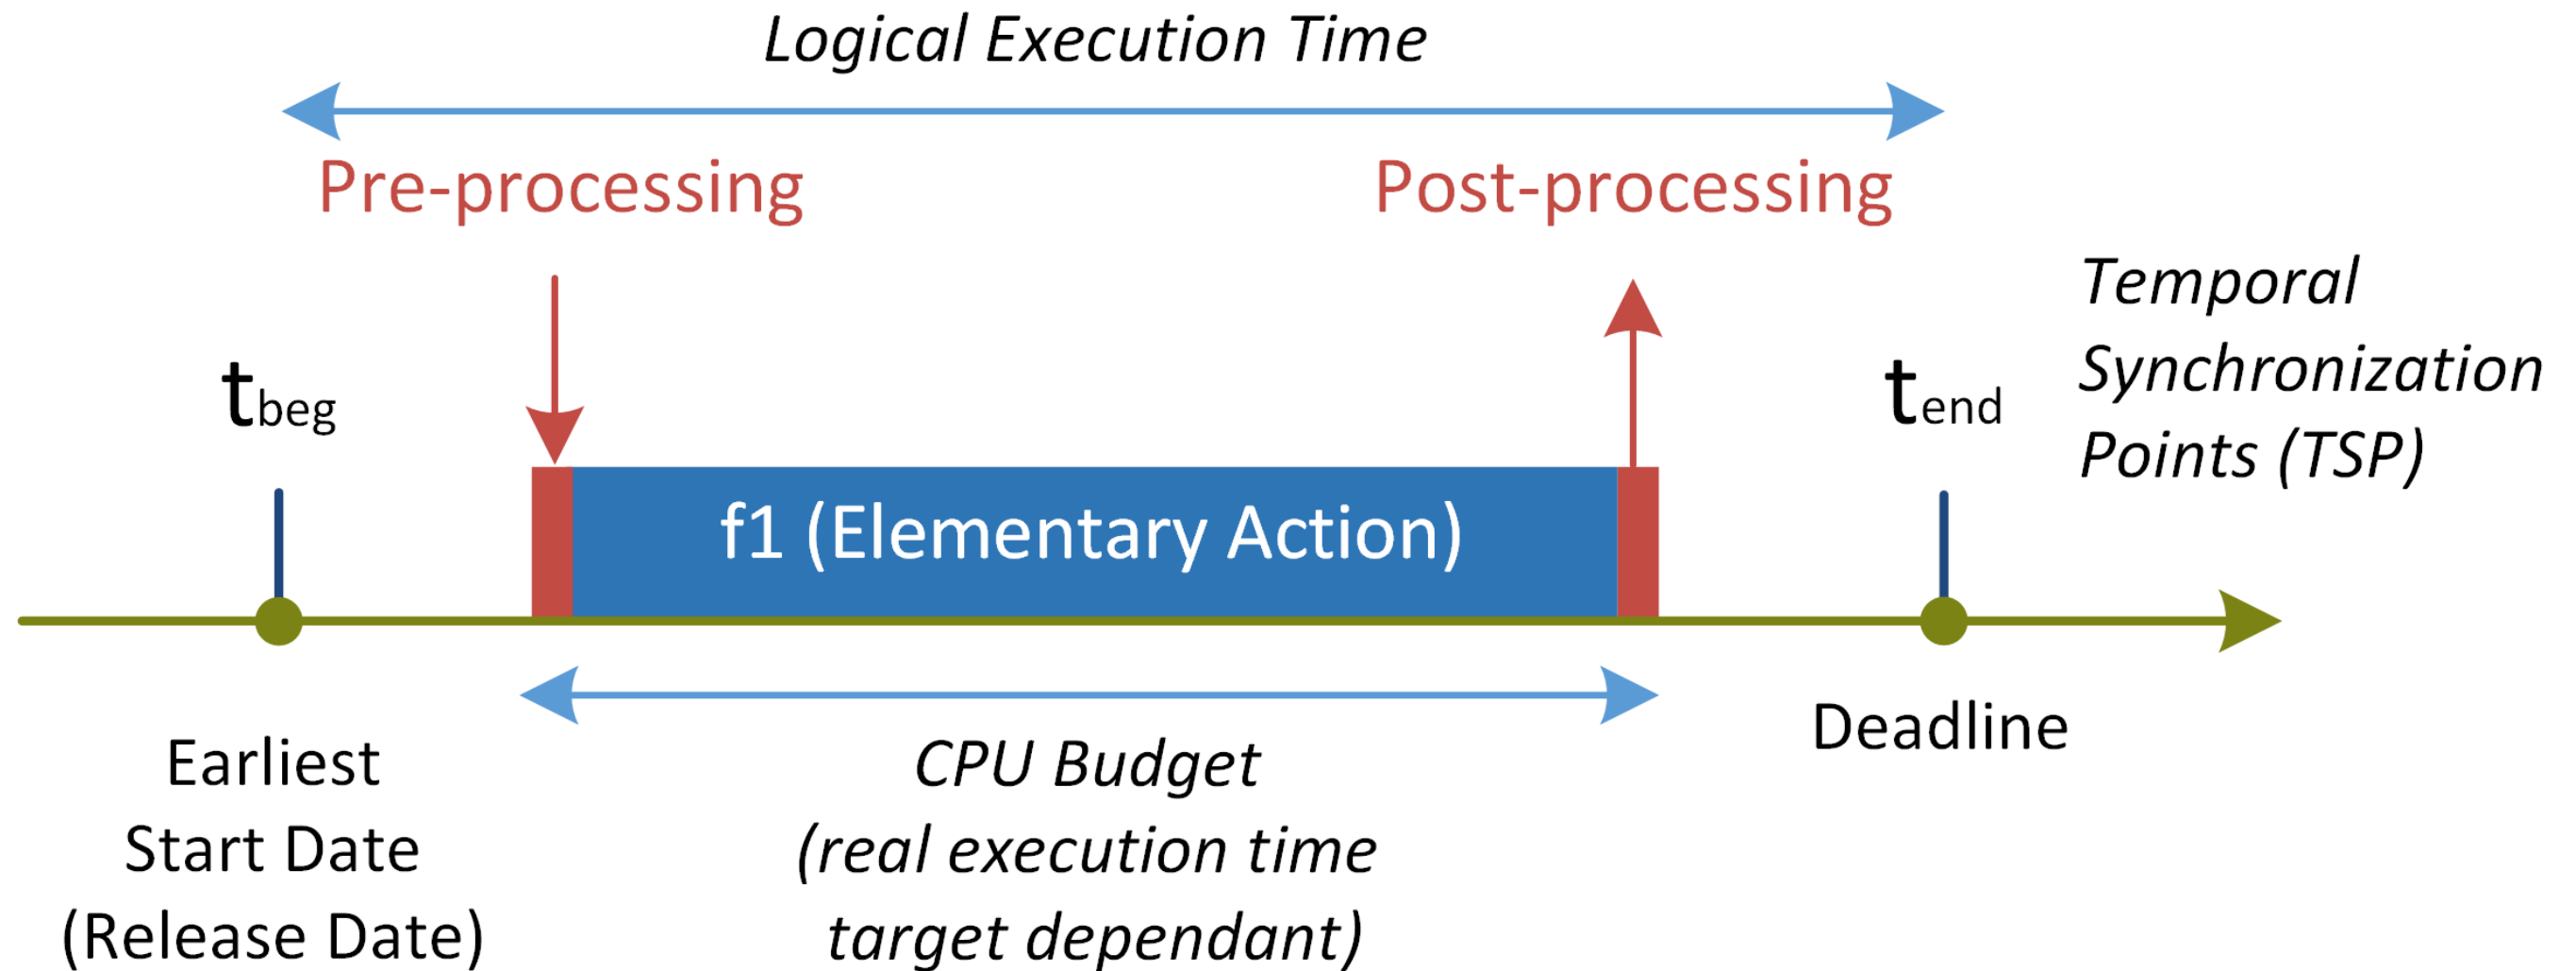 Logical Execution Time
Pre-processing
Post-processing
Temporal
Synchronization
Points (TSP)
tbeg
tend
f1 (Elementary Action)
Earliest
Start Date
(Release Date)
CPU Budget
(real execution time
target dependant)
Deadline